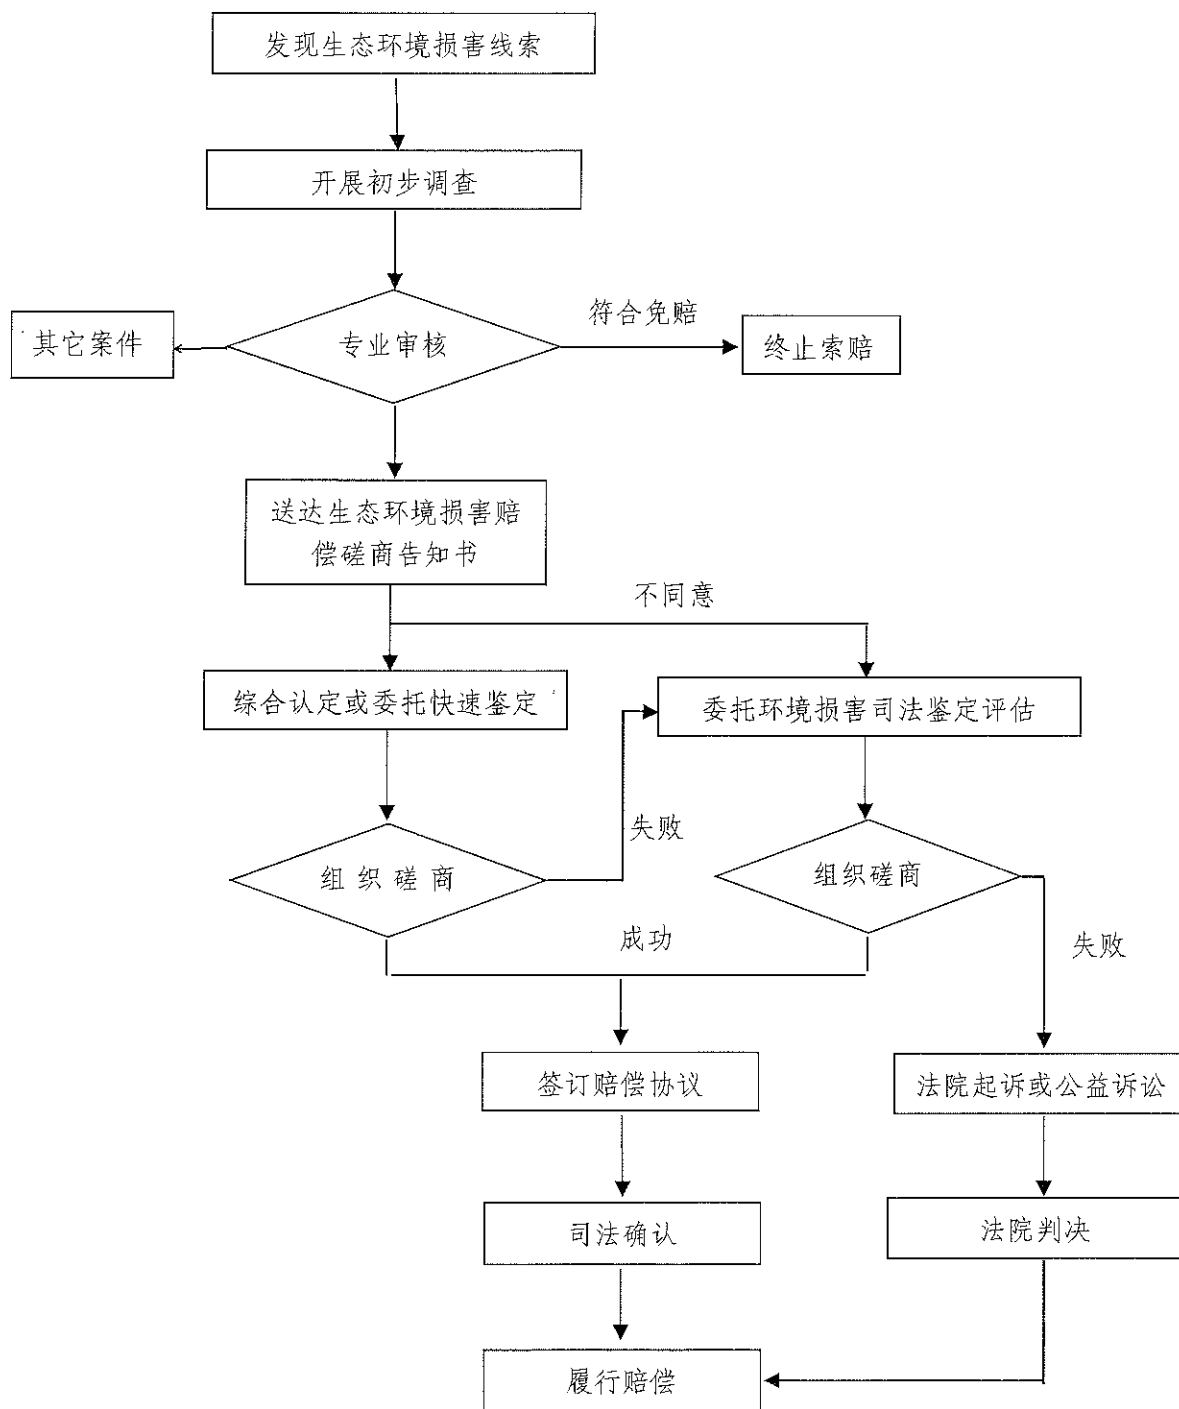 发现生态环境损害线索
开展初步调查
符合免赔
其它案件
专业审核
终止索赔
送达生态环境损害赔
偿磋商告知书
不同意
综合认定或委托快速鉴定
委托环境损害司法鉴定评估
失败
组织磋商
组织磋商
成功
失败
签订赔偿协议
法院起诉或公益诉讼
司法确认
法院判决
履行赔偿